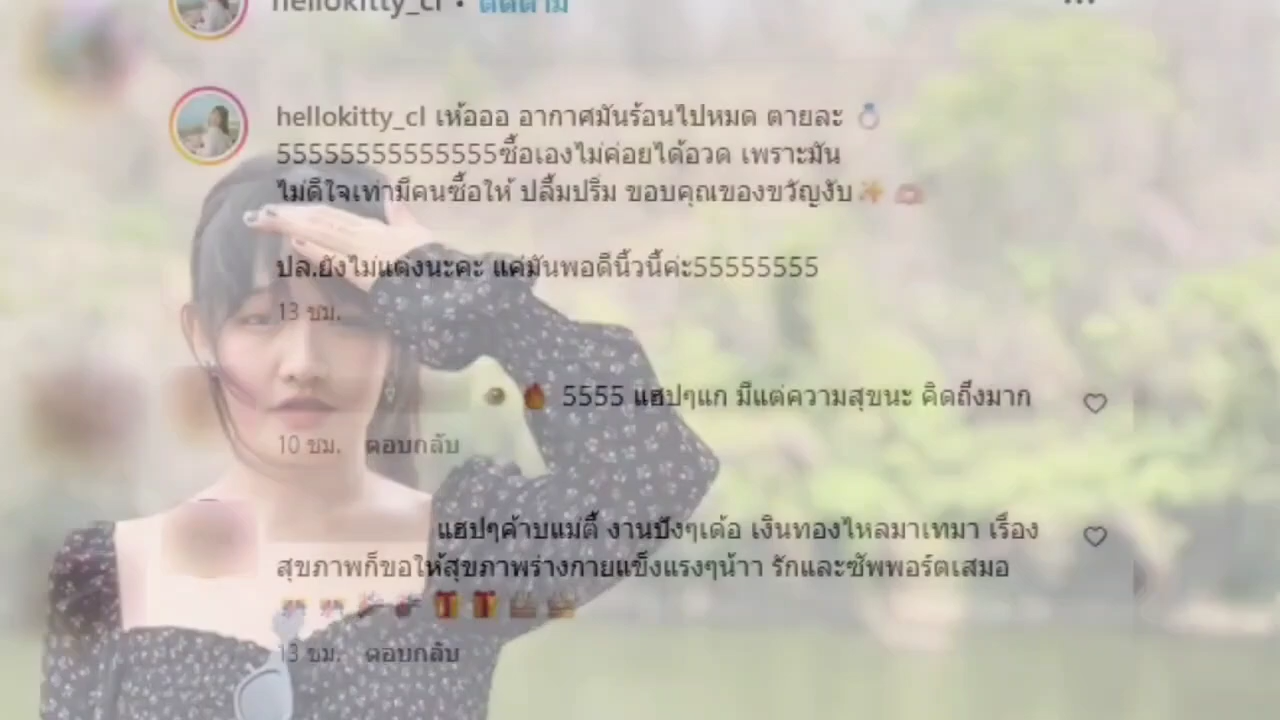 hellokitty_cl • ติดตาม
hellokitty_cl เห้อออ อากาศมันร้อนไปหมด ตายละ 💍
55555555555555ซื้อเองไม่ค่อยได้อวด เพราะมัน
ไม่ดีใจเท่ามีคนซื้อให้ ปลื้มปริ่ม ขอบคุณของขวัญงับ✨ 🫶🏻
ปล.ยังไม่แต่งนะคะ แค่มันพอดีนิ้วนี้ค่ะ55555555
13 ชม.
5555 แฮปๆแก มีแต่ความสุขนะ คิดถึงมาก
10 ชม. ตอบกลับ
แฮปๆค้าบแม่ตี้ งานปังๆเด้อ เงินทองไหลมาเทมา เรื่อง
สุขภาพก็ขอให้สุขภาพร่างกายแข็งแรงๆน้าา รักและซัพพอร์ตเสมอ
13 ชม. ตอบกลับ